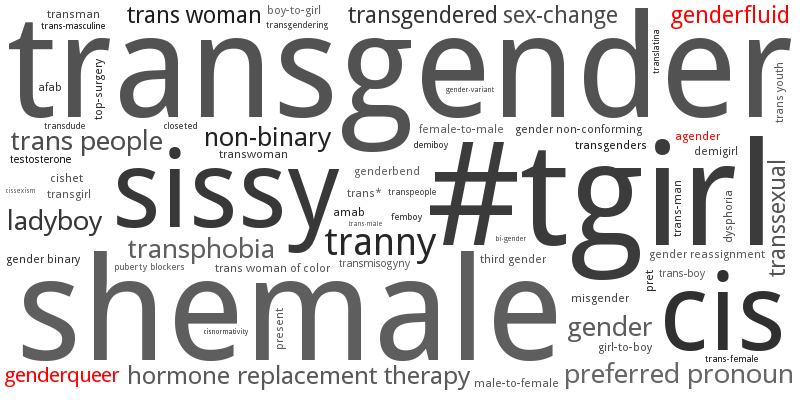 transman
trans-masculine
trans woman
boy-to-girl
transgendering
transgendered
sex-change
genderfluid
transgender
afab
top-surgery
gender-variant
translatina
trans youth
transdude
closeted
trans people
non-binary
female-to-male
gender non-conforming
agender
testosterone
transwoman
demiboy
transgenders
demigirl
cissexism
cishet
transgirl
sissy
genderbend
trans*
transpeople
#tgirl
trans-man
dysphoria
transsexual
ladyboy
amab
trans-male
femboy
tranny
bi-gender
gender binary
transphobia
puberty blockers
trans woman of color
transmisogyny
third gender
gender reassignment
pret
trans-boy
shemale
cisnormativity
present
misgender
cis
gender
girl-to-boy
trans-female
genderqueer
hormone replacement therapy
male-to-female
preferred pronoun